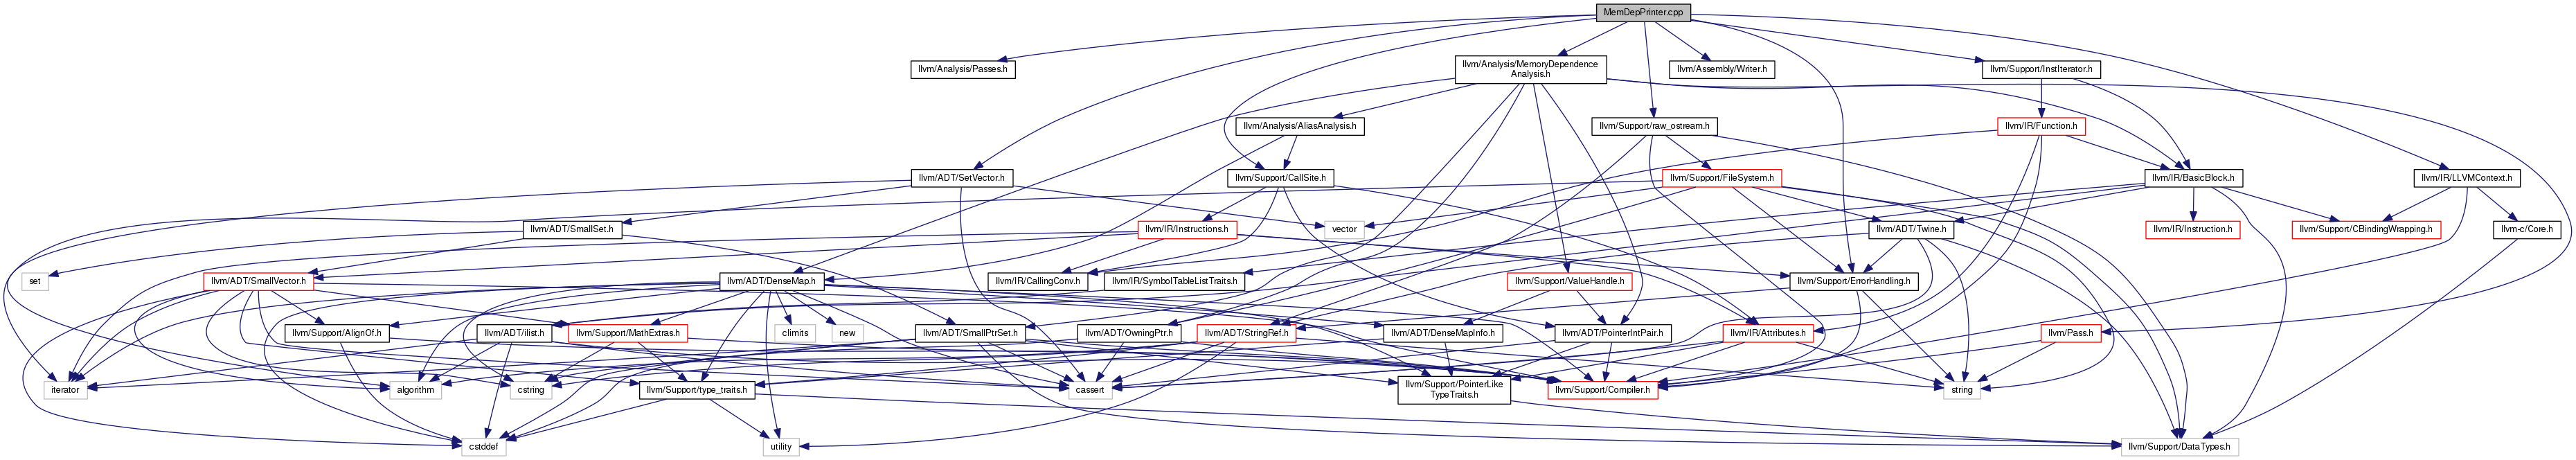 MemDepPrinter.cpp
llvm/Analysis/Passes.h
llvm/Analysis/MemoryDependence
Analysis.h
llvm/Assembly/Writer.h
llvm/Support/InstIterator.h
llvm/Analysis/AliasAnalysis.h
llvm/Support/raw_ostream.h
llvm/IR/Function.h
llvm/ADT/SetVector.h
llvm/Support/CallSite.h
llvm/Support/FileSystem.h
llvm/IR/BasicBlock.h
llvm/IR/LLVMContext.h
llvm/ADT/SmallSet.h
vector
llvm/IR/Instructions.h
llvm/ADT/Twine.h
llvm/IR/Instruction.h
llvm/Support/CBindingWrapping.h
llvm-c/Core.h
set
llvm/ADT/SmallVector.h
llvm/ADT/DenseMap.h
llvm/IR/CallingConv.h
llvm/IR/SymbolTableListTraits.h
llvm/Support/ValueHandle.h
llvm/Support/ErrorHandling.h
llvm/Support/AlignOf.h
llvm/ADT/ilist.h
llvm/Support/MathExtras.h
climits
new
llvm/ADT/SmallPtrSet.h
llvm/ADT/OwningPtr.h
llvm/ADT/StringRef.h
llvm/ADT/DenseMapInfo.h
llvm/ADT/PointerIntPair.h
llvm/IR/Attributes.h
llvm/Pass.h
iterator
algorithm
cstring
llvm/Support/type_traits.h
cassert
llvm/Support/PointerLike
TypeTraits.h
llvm/Support/Compiler.h
string
cstddef
utility
llvm/Support/DataTypes.h